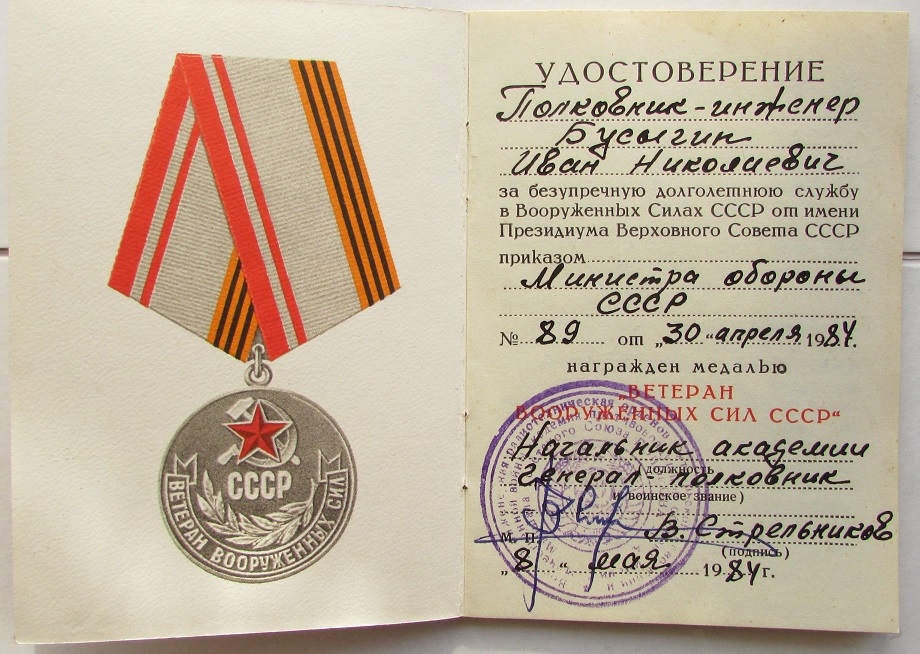 СССР
ВЕТЕРАН ВООРУЖЕННЫХ СИЛ
УДОСТОВЕРЕНИЕ
Полковник-инженер
Бусыгин
Иван Николаевич
за безупречную долголетнюю службу
в Вооруженных Силах СССР от имени
Президиума Верховного Совета СССР
приказом
Министра обороны
СССР
№ 89 от „30“ апреля 1984.
награжден медалью
„ВЕТЕРАН
ВООРУЖЕННЫХ СИЛ СССР“
Начальник академии
(должность
генерал-полковник
и воинское звание)
М. П. В. Стрельников
(подпись)
„8“ мая 1984 г.